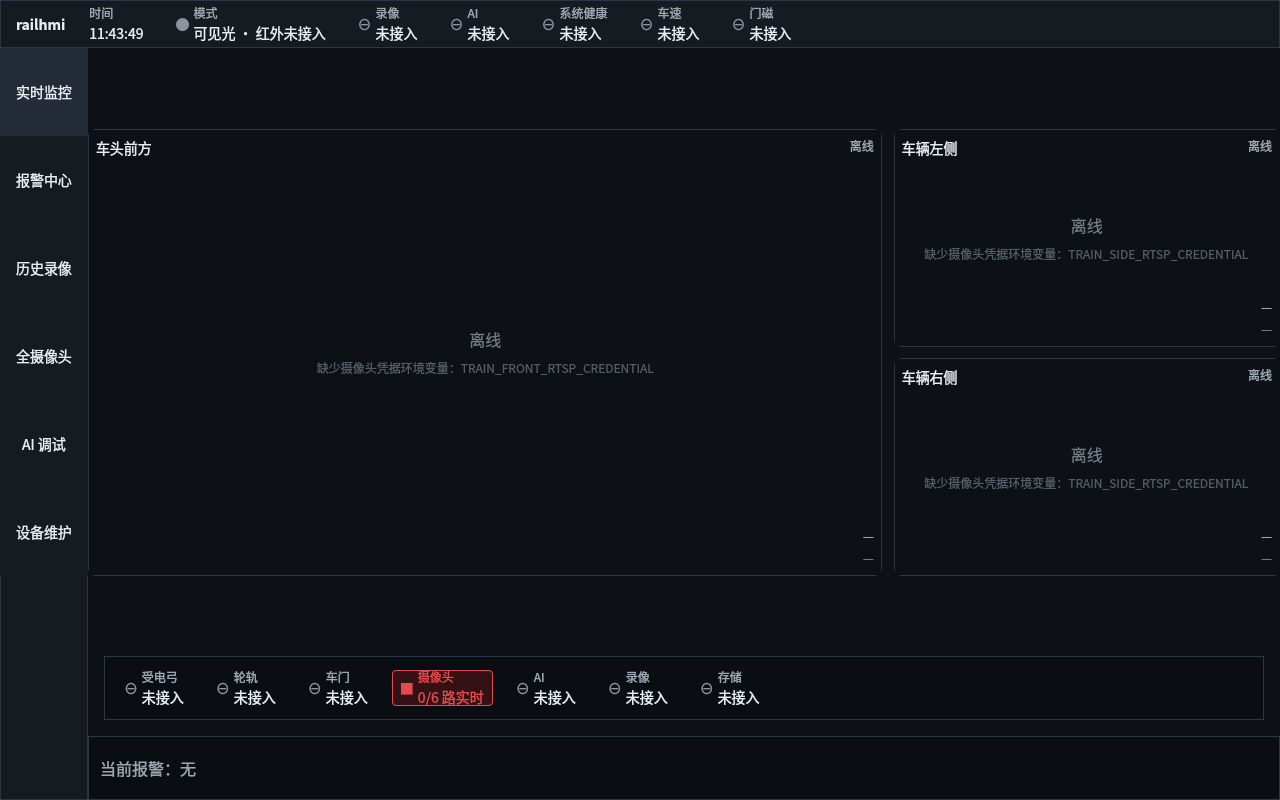 railhmi
时间
11:43:49
模式
可见光 · 红外未接入
录像
未接入
AI
未接入
系统健康
未接入
车速
未接入
门磁
未接入
实时监控
报警中心
历史录像
全摄像头
AI 调试
设备维护
车头前方
离线
离线
缺少摄像头凭据环境变量：TRAIN_FRONT_RTSP_CREDENTIAL
—
—
车辆左侧
离线
离线
缺少摄像头凭据环境变量：TRAIN_SIDE_RTSP_CREDENTIAL
—
—
车辆右侧
离线
离线
缺少摄像头凭据环境变量：TRAIN_SIDE_RTSP_CREDENTIAL
—
—
受电弓
未接入
轮轨
未接入
车门
未接入
摄像头
0/6 路实时
AI
未接入
录像
未接入
存储
未接入
当前报警：无